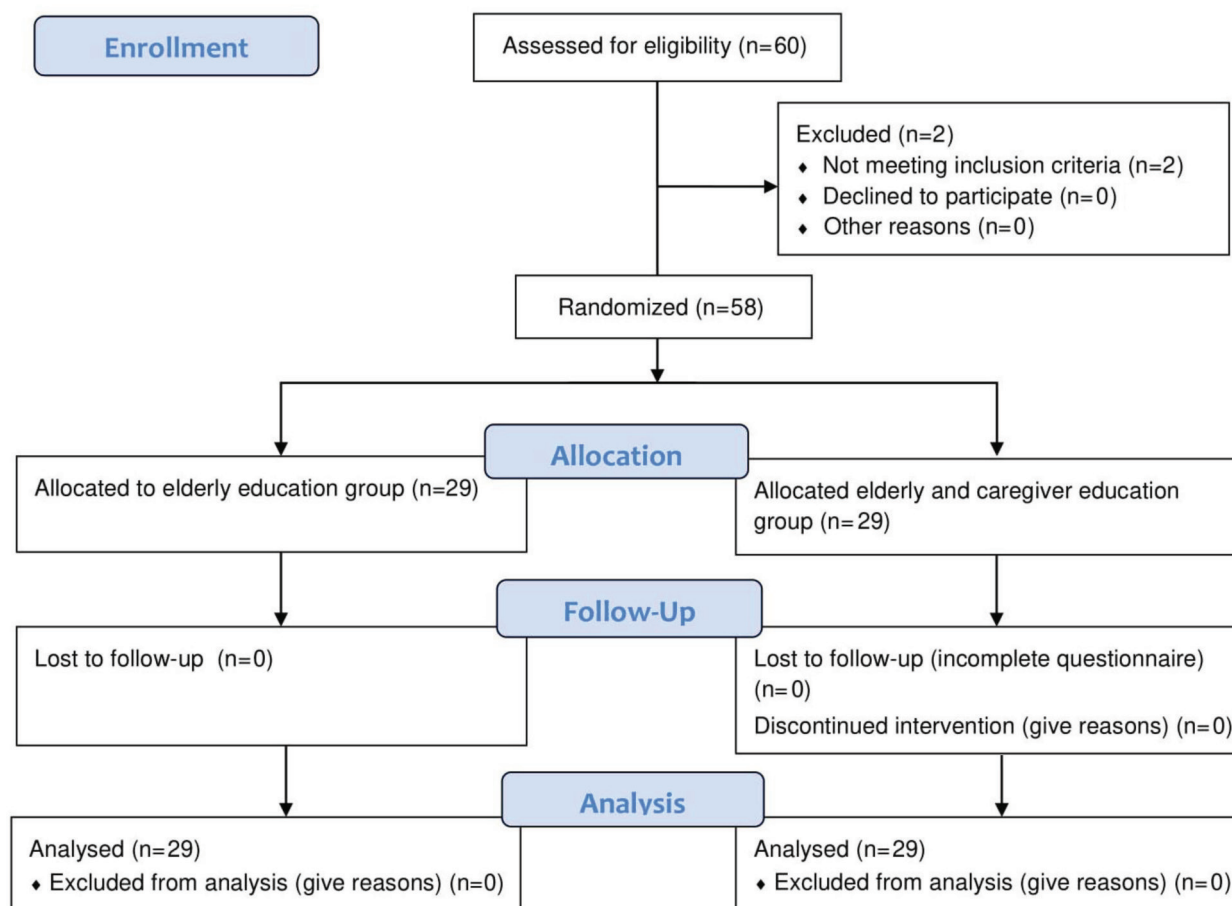 Enrollment
Assessed for eligibility (n=60)
Excluded (n=2)
♦ Not meeting inclusion criteria (n=2)
♦ Declined to participate (n=0)
♦ Other reasons (n=0)
Randomized (n=58)
Allocation
Allocated to elderly education group (n=29)
Allocated elderly and caregiver education
group (n=29)
Follow-Up
Lost to follow-up (n=0)
Lost to follow-up (incomplete questionnaire)
(n=0)
Discontinued intervention (give reasons) (n=0)
Analysis
Analysed (n=29)
♦ Excluded from analysis (give reasons) (n=0)
Analysed (n=29)
♦ Excluded from analysis (give reasons) (n=0)